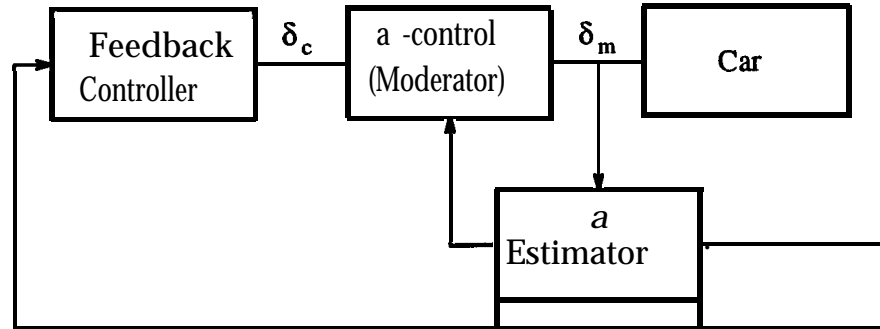 Feedback
Controller
δc
a -control
(Moderator)
δm
Car
a
Estimator